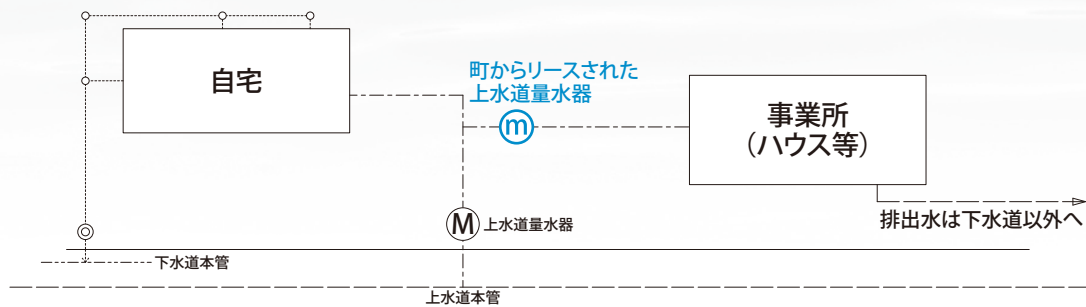 自宅
町からリースされた
上水道量水器
m
事業所
（ハウス等）
排出水は下水道以外へ
M 上水道量水器
下水道本管
上水道本管